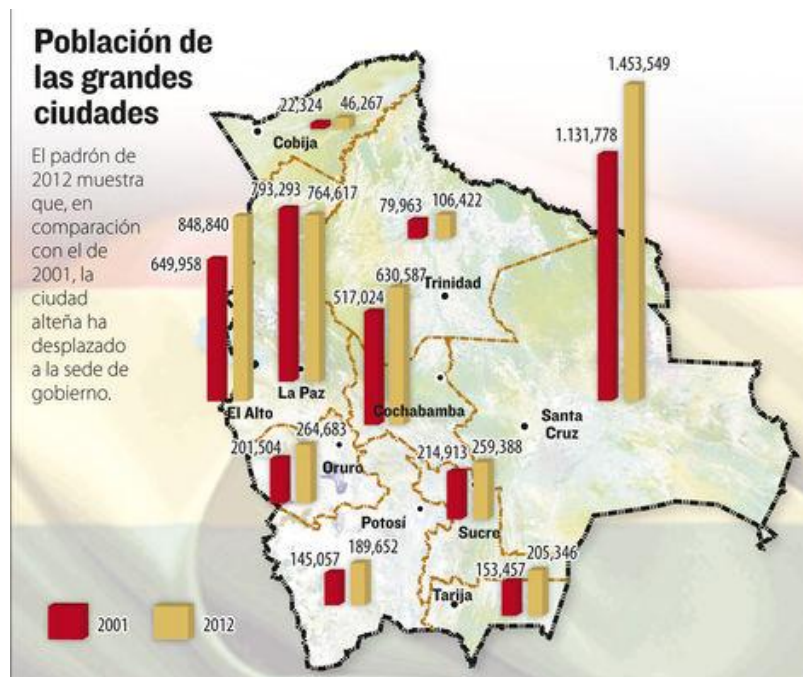 Población de
las grandes
ciudades
El padrón de
2012 muestra
que, en
comparación
con el de
2001, la
ciudad
alteña ha
desplazado
a la sede de
gobierno.
22,324
46,267
Cobija
1.453,549
1.131,778
793,293
764,617
79,963
106,422
848,840
649,958
630,587
517,024
Trinidad
La Paz
El Alto
Cochabamba
Santa
Cruz
264,683
201,504
Oruro
214,913
259,388
Potosí
Sucre
145,057
189,652
153,457
205,346
Tarija
2001
2012